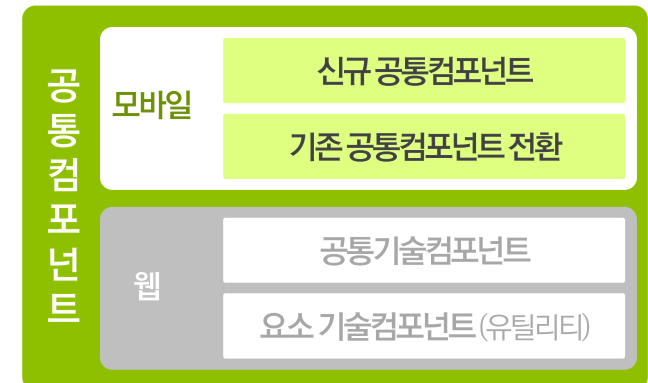 공통컴포넌트
모바일
신규 공통컴포넌트
기존 공통컴포넌트 전환
웹
공통기술컴포넌트
요소 기술컴포넌트(유틸리티)